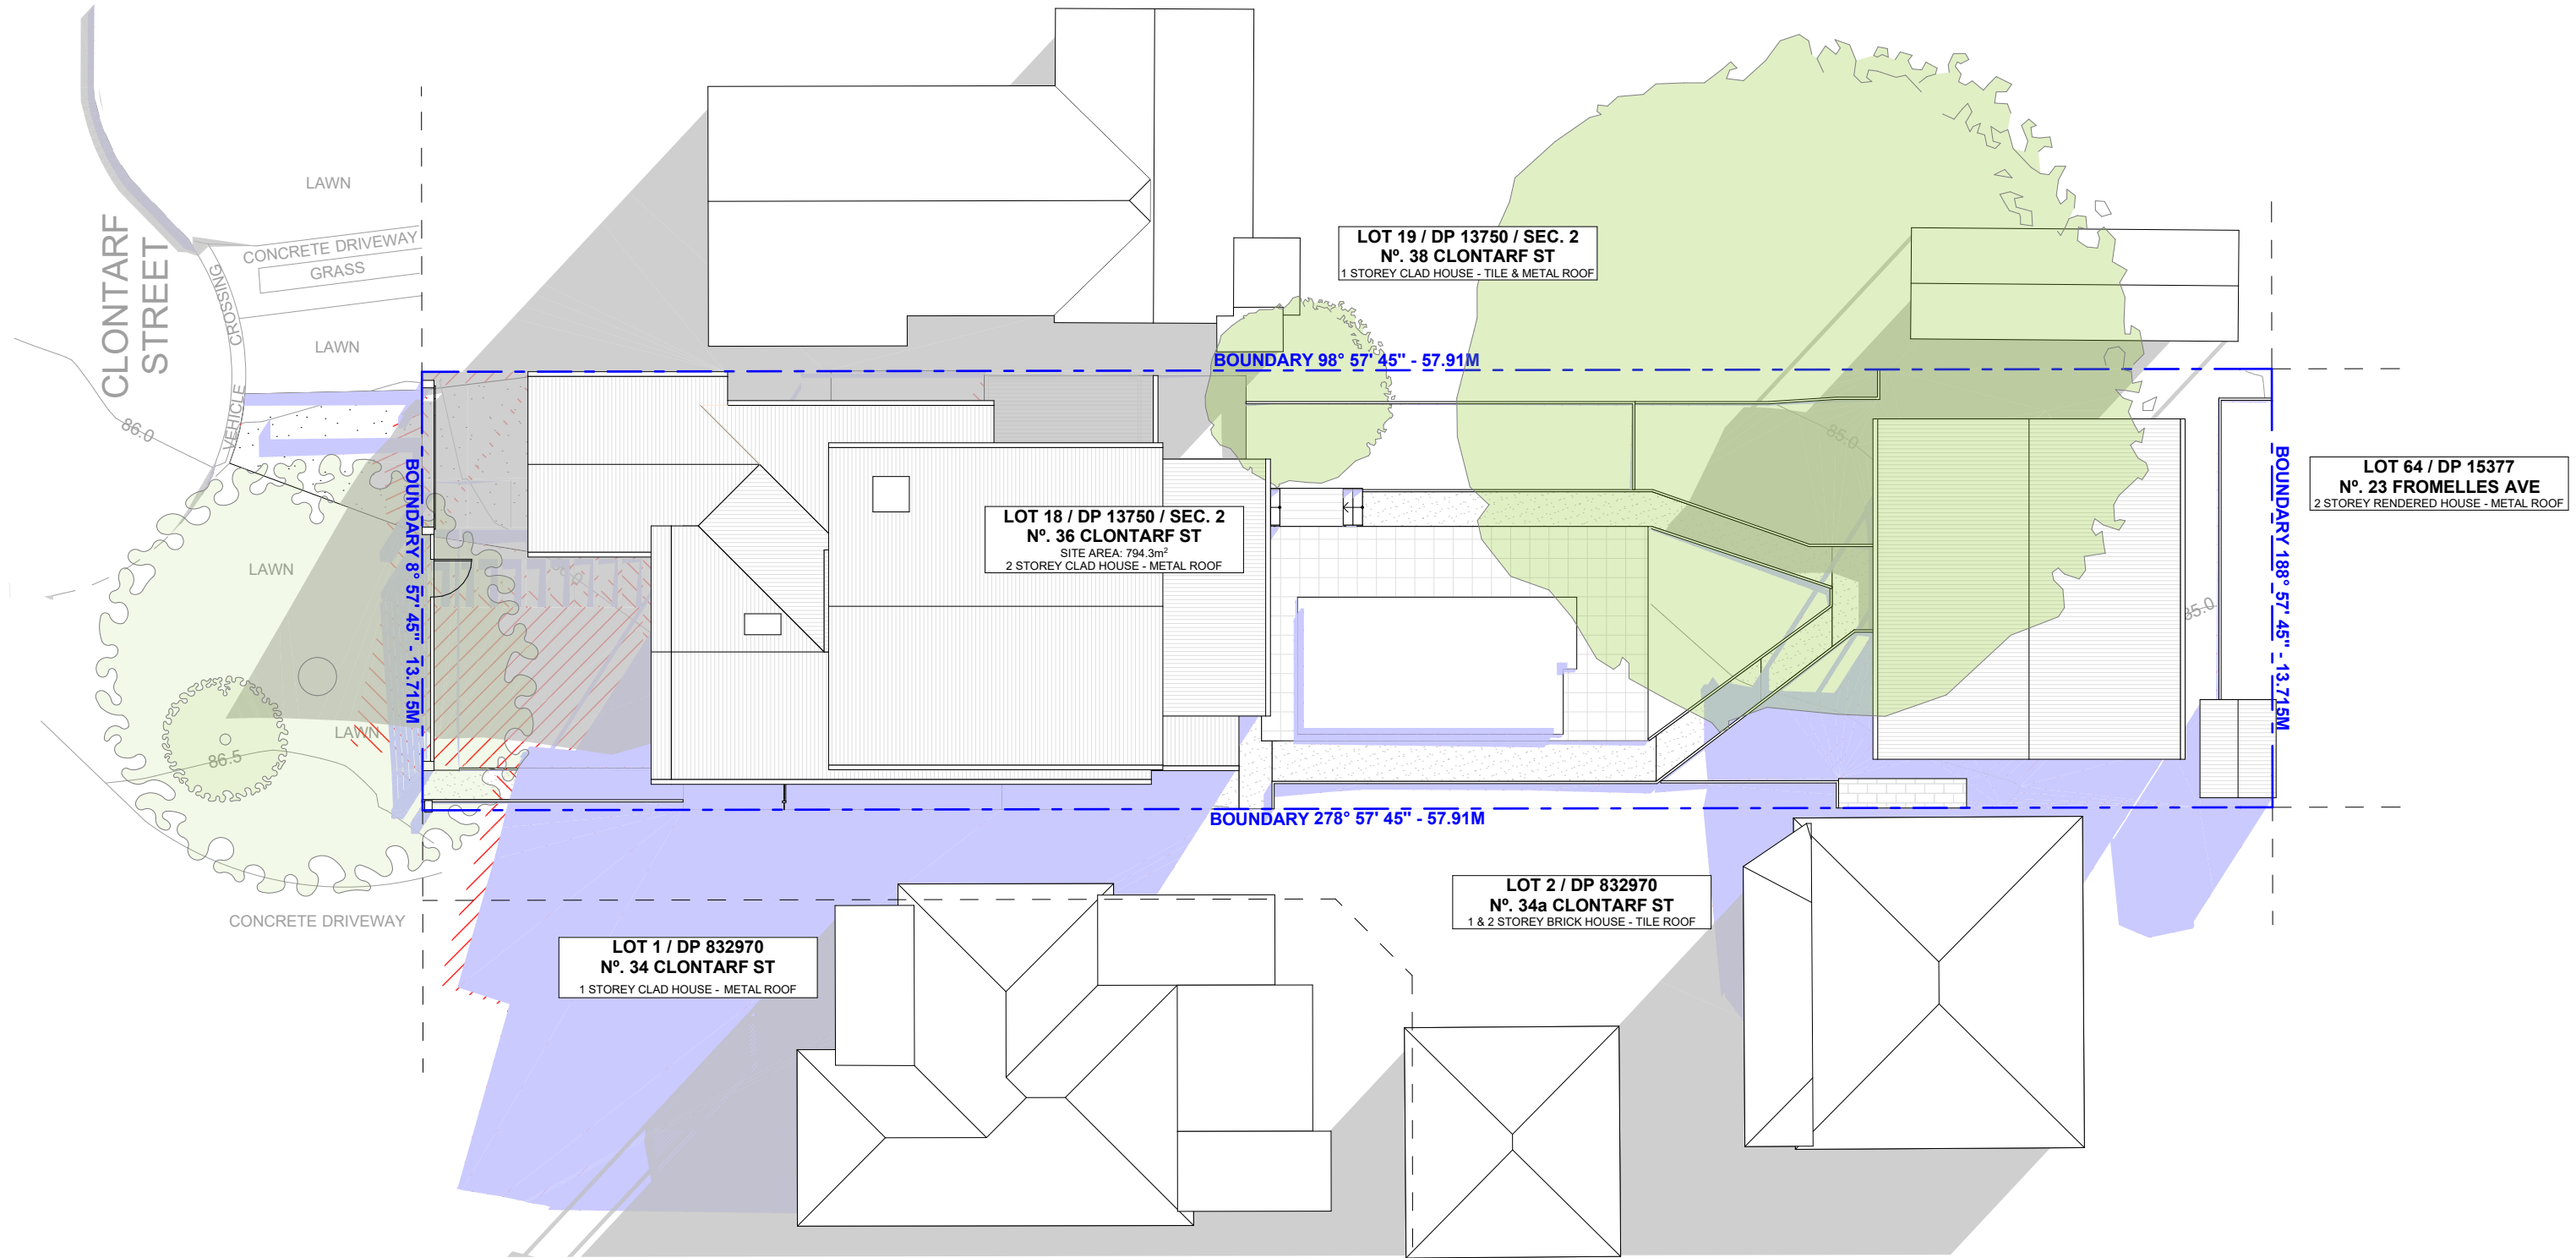 LAWN
CLONTARF
STREET
CONCRETE DRIVEWAY
GRASS
VEHICLE CROSSING
LAWN
86.0
LOT 19 / DP 13750 / SEC. 2
Nº. 38 CLONTARF ST
1 STOREY CLAD HOUSE - TILE & METAL ROOF
BOUNDARY 98° 57' 45" - 57.91M
85.0
LOT 64 / DP 15377
Nº. 23 FROMELLES AVE
2 STOREY RENDERED HOUSE - METAL ROOF
BOUNDARY 8° 57' 45" - 13.715M
LOT 18 / DP 13750 / SEC. 2
Nº. 36 CLONTARF ST
SITE AREA: 794.3m²
2 STOREY CLAD HOUSE - METAL ROOF
BOUNDARY 188° 57' 45" - 13.715M
LAWN
85.0
LAWN
86.5
BOUNDARY 278° 57' 45" - 57.91M
CONCRETE DRIVEWAY
LOT 2 / DP 832970
Nº. 34a CLONTARF ST
1 & 2 STOREY BRICK HOUSE - TILE ROOF
LOT 1 / DP 832970
Nº. 34 CLONTARF ST
1 STOREY CLAD HOUSE - METAL ROOF